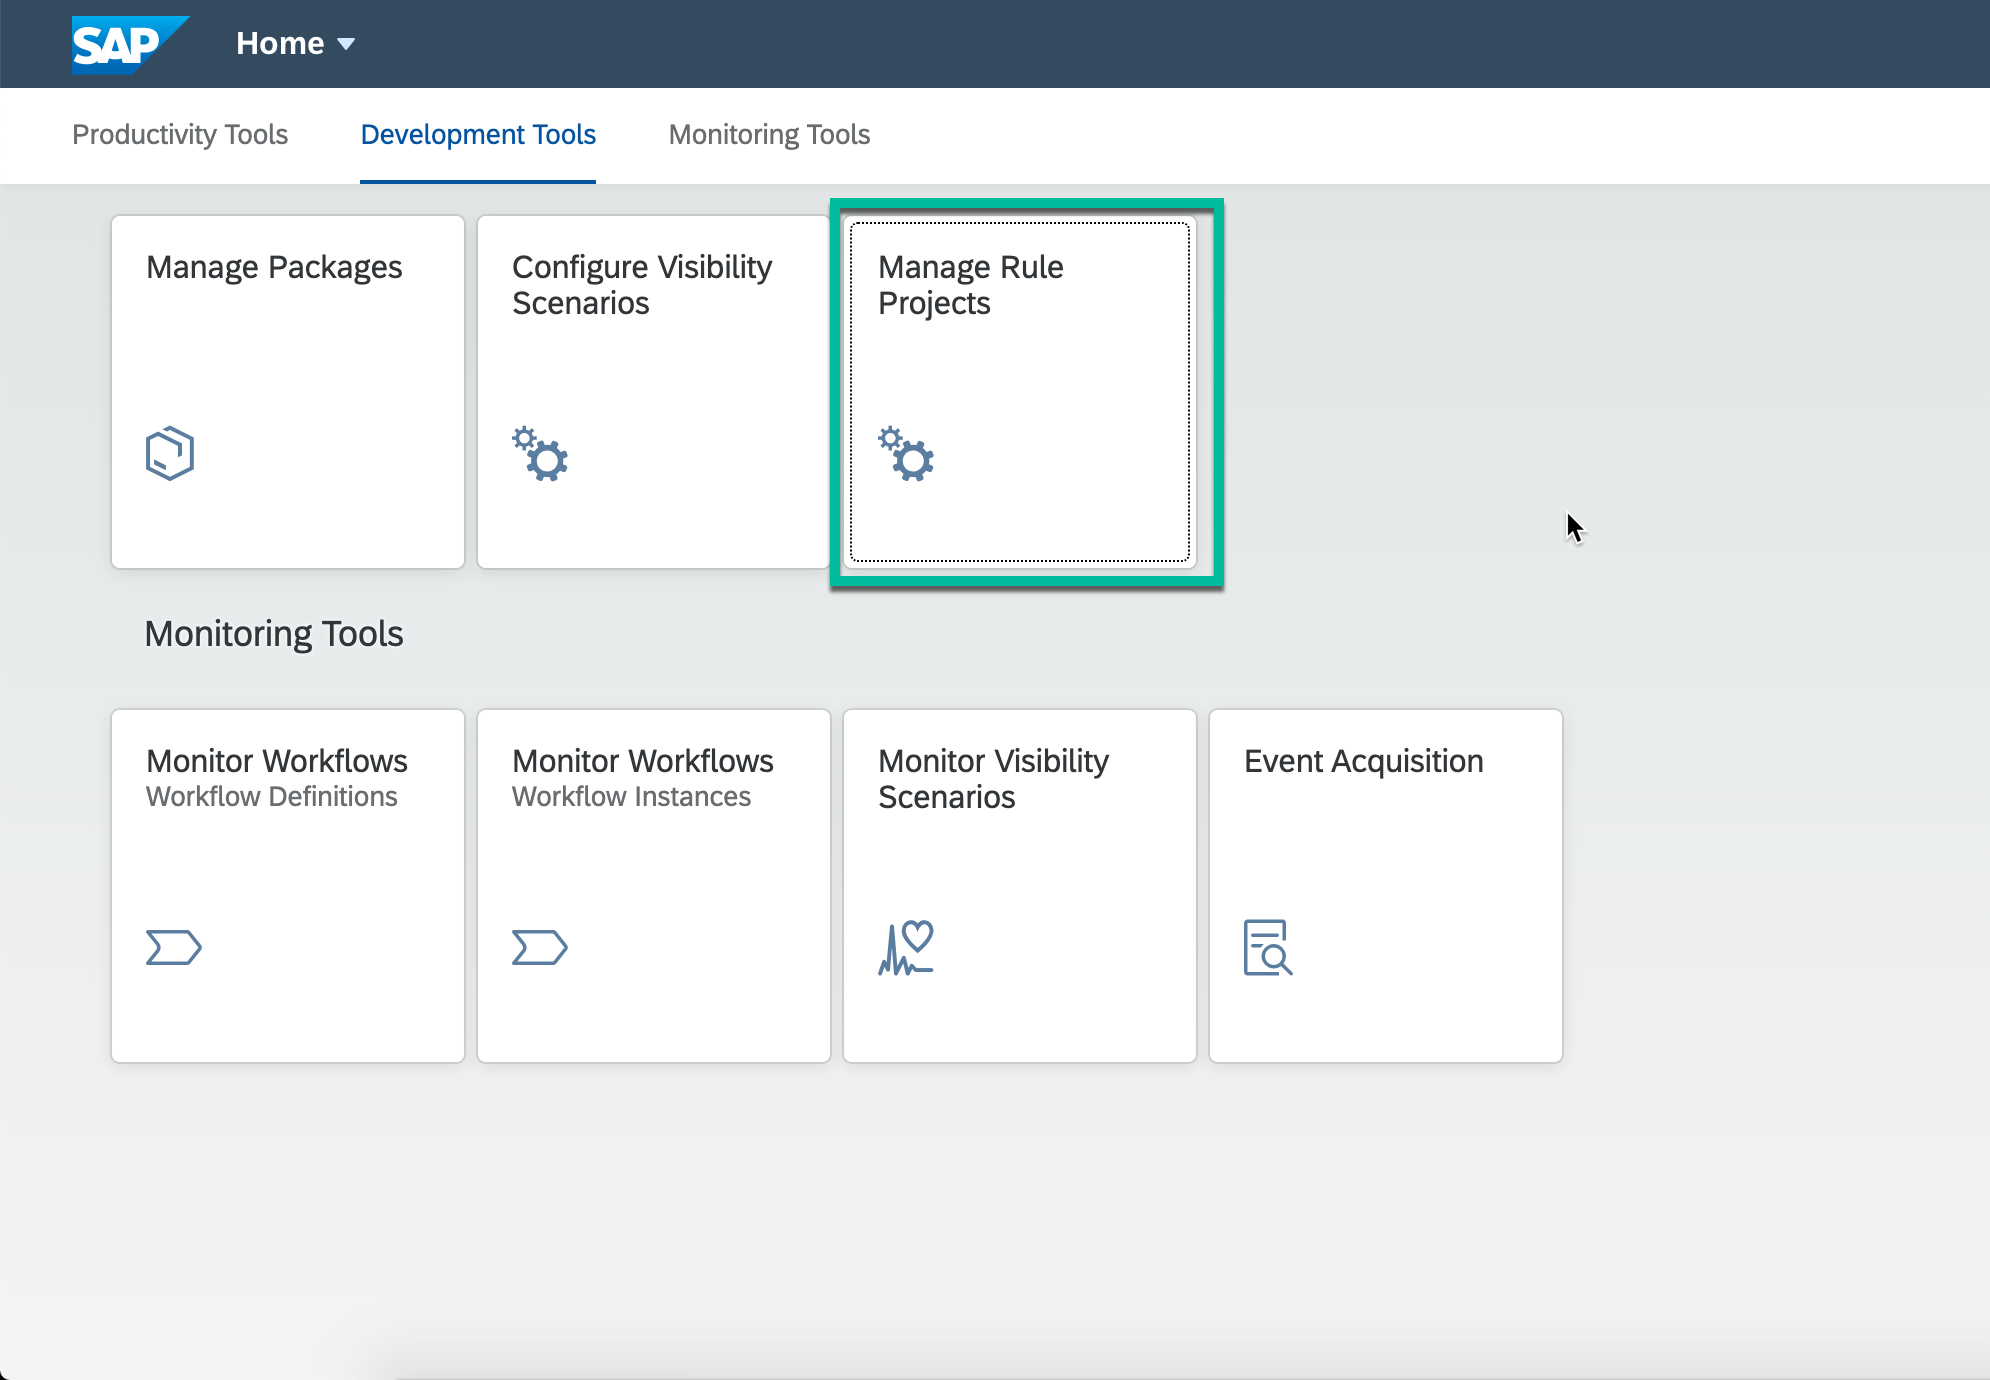 SAP
Home
Productivity Tools
Development Tools
Monitoring Tools
Manage Packages
Configure Visibility
Scenarios
Manage Rule
Projects
Monitoring Tools
Monitor Workflows
Workflow Definitions
Monitor Workflows
Workflow Instances
Monitor Visibility
Scenarios
Event Acquisition